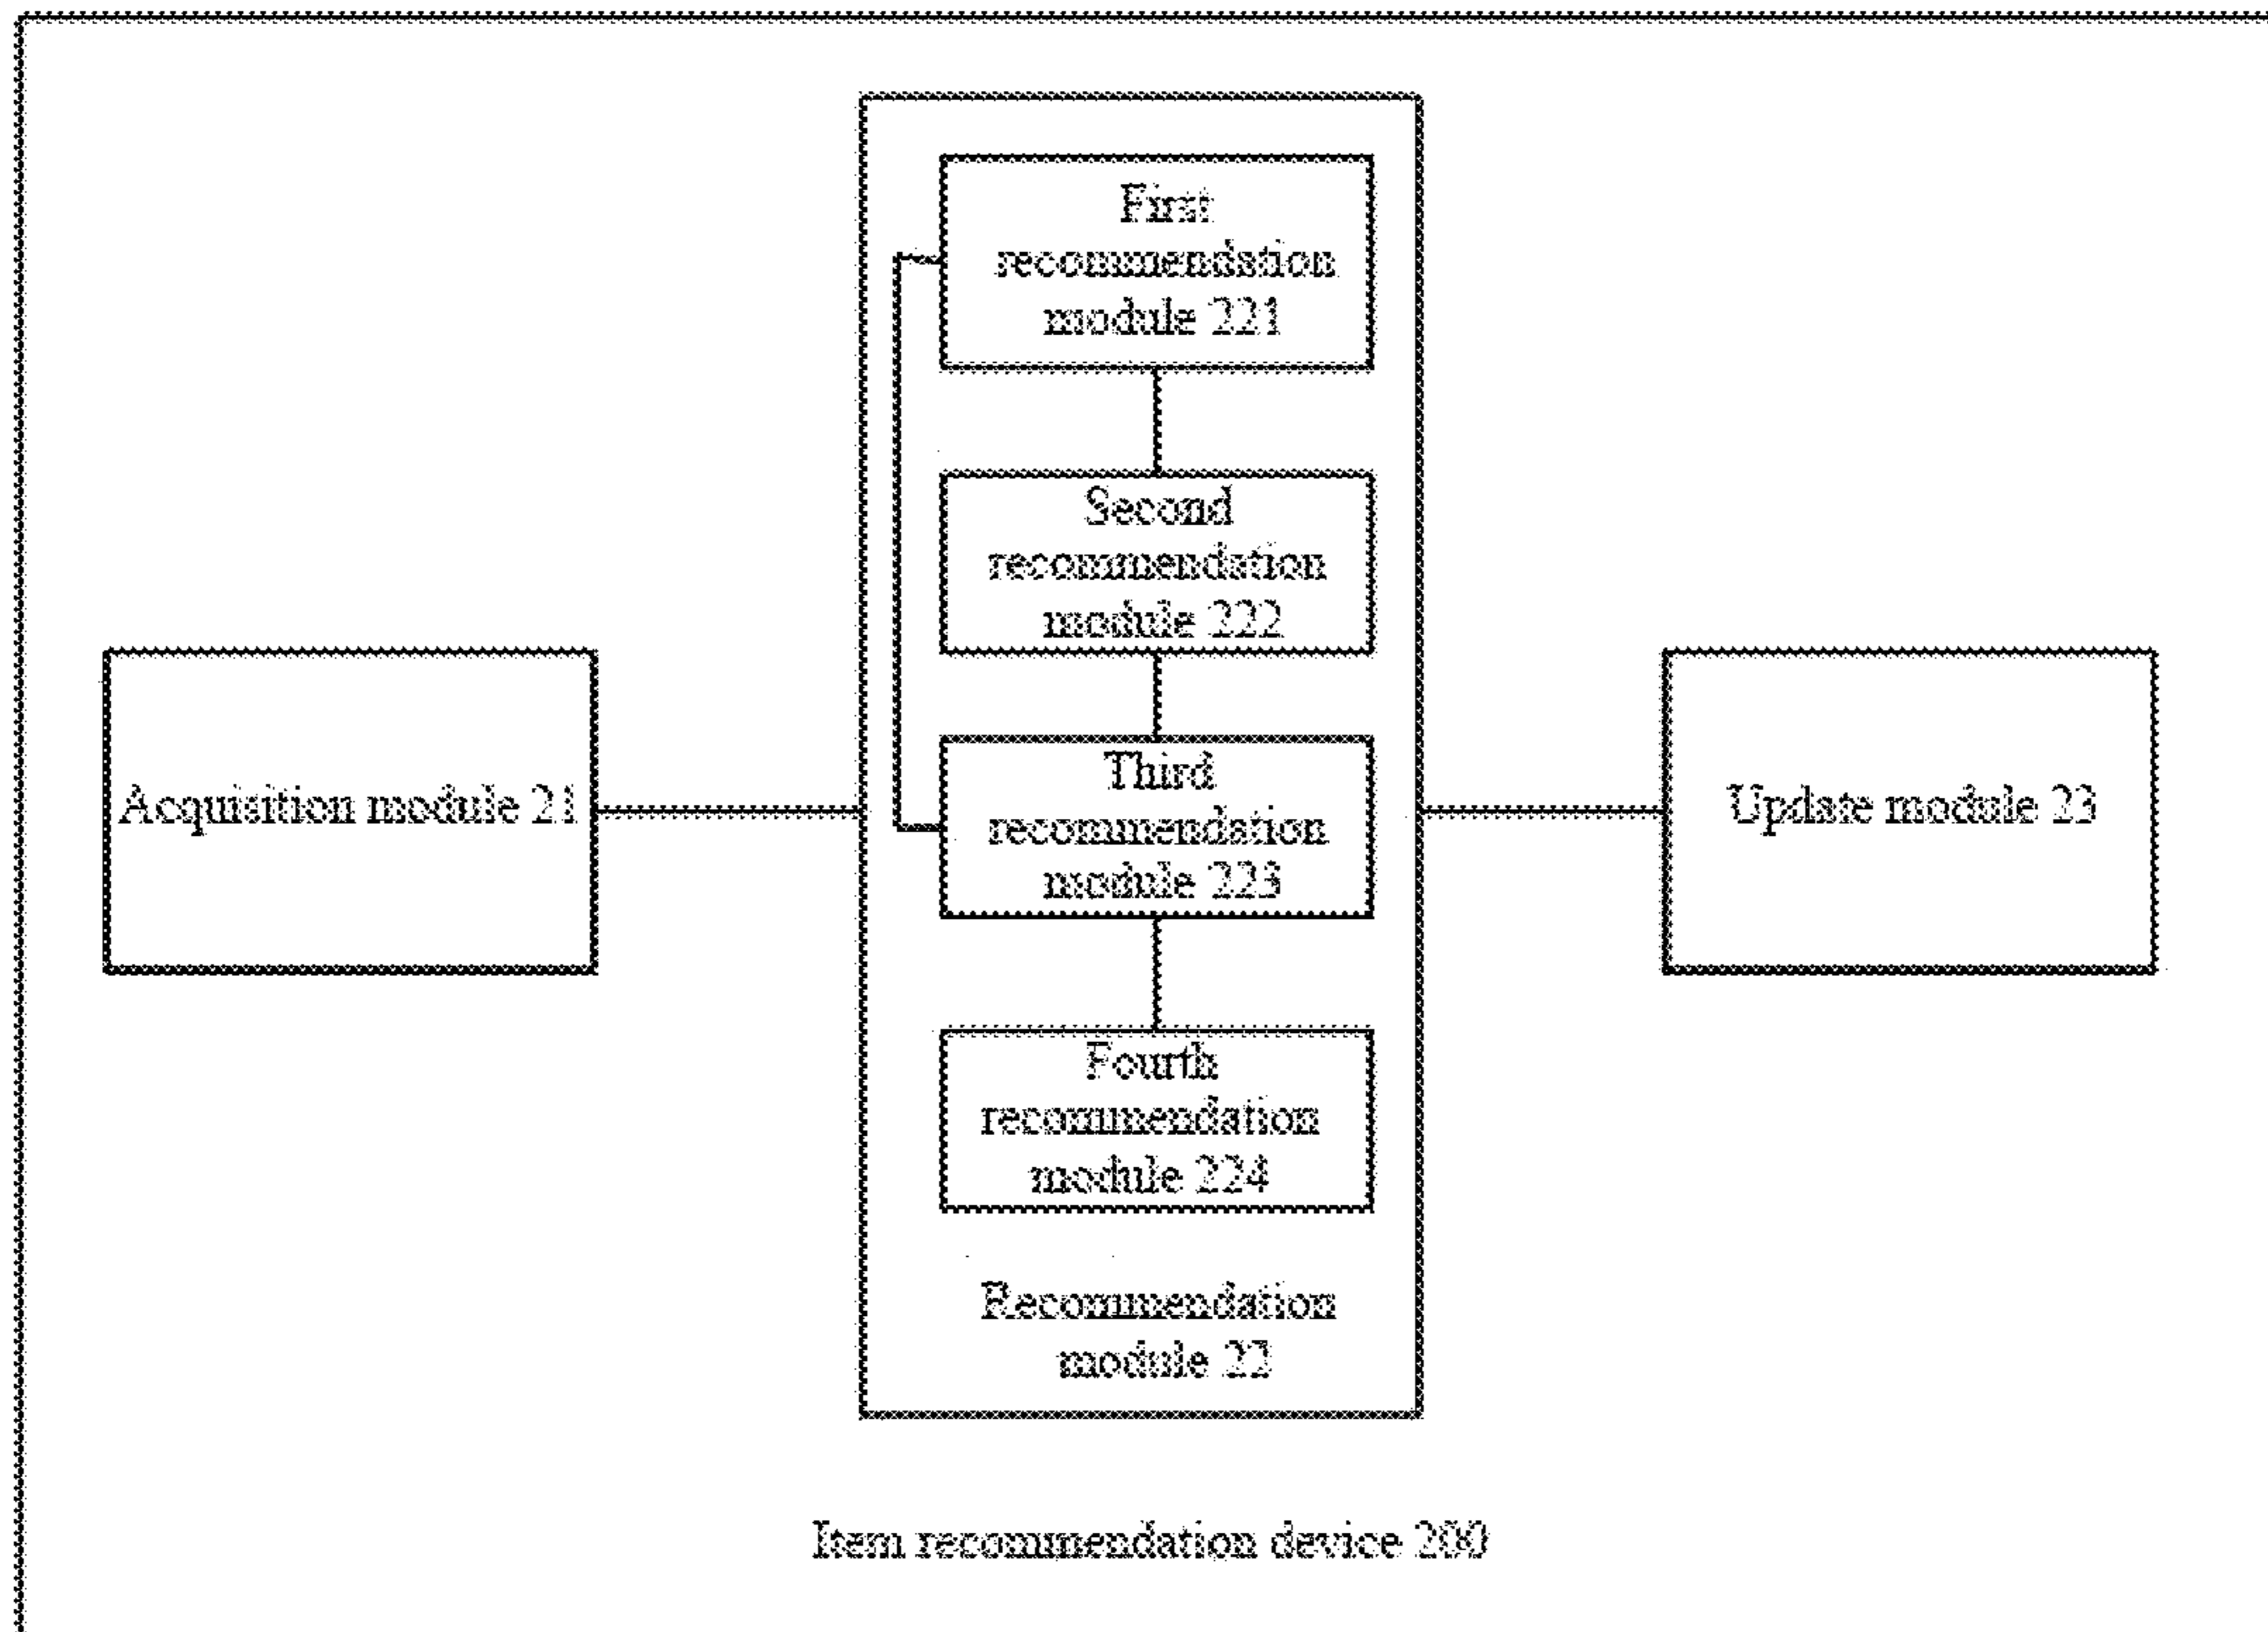 First
recommendation
module 221
Second
recommendation
module 222
Acquisition module 21
Third
recommendation
module 223
Update module 23
Fourth
recommendation
module 224
Recommendation
module 22
Item recommendation device 200